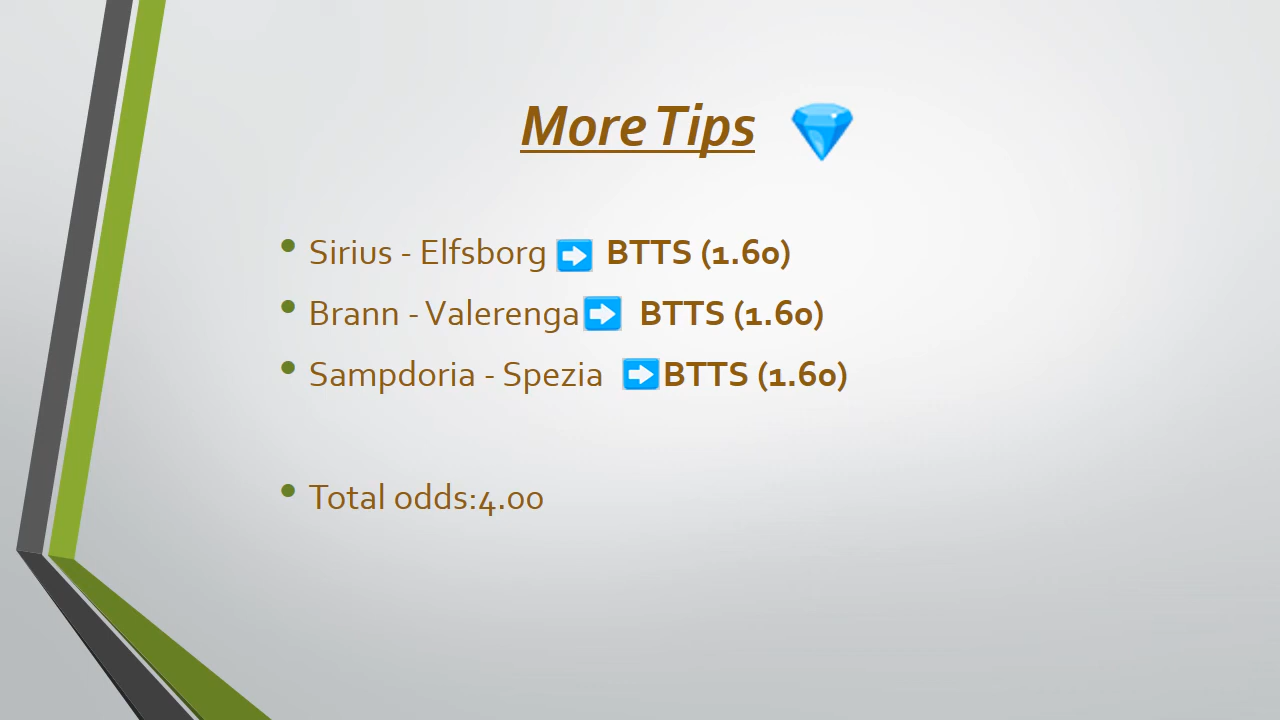 More Tips 💎
Sirius - Elfsborg ➡️ BTTS (1.60)
Brann - Valerenga ➡️ BTTS (1.60)
Sampdoria - Spezia ➡️ BTTS (1.60)
Total odds:4.00